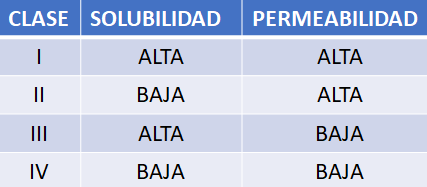 CLASE SOLUBILIDAD PERMEABILIDAD
I ALTA ALTA
II BAJA ALTA
III ALTA BAJA
IV BAJA BAJA